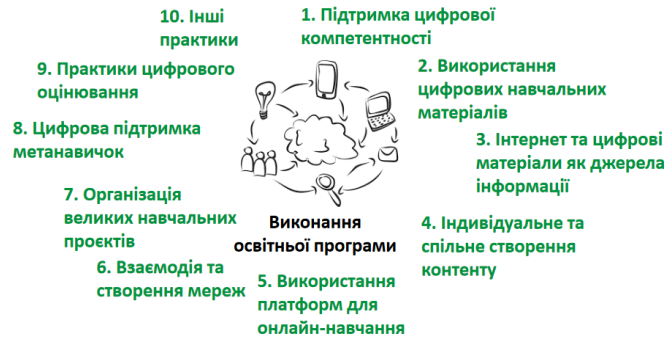 1. Підтримка цифрової
компетентності
2. Використання
цифрових навчальних
матеріалів
3. Інтернет та цифрові
матеріали як джерела
інформації
4. Індивідуальне та
спільне створення
контенту
5. Використання
платформ для
онлайн-навчання
6. Взаємодія та
створення мереж
7. Організація
великих навчальних
проєктів
8. Цифрова підтримка
метанавичок
9. Практики цифрового
оцінювання
10. Інші
практики
Виконання
освітньої програми